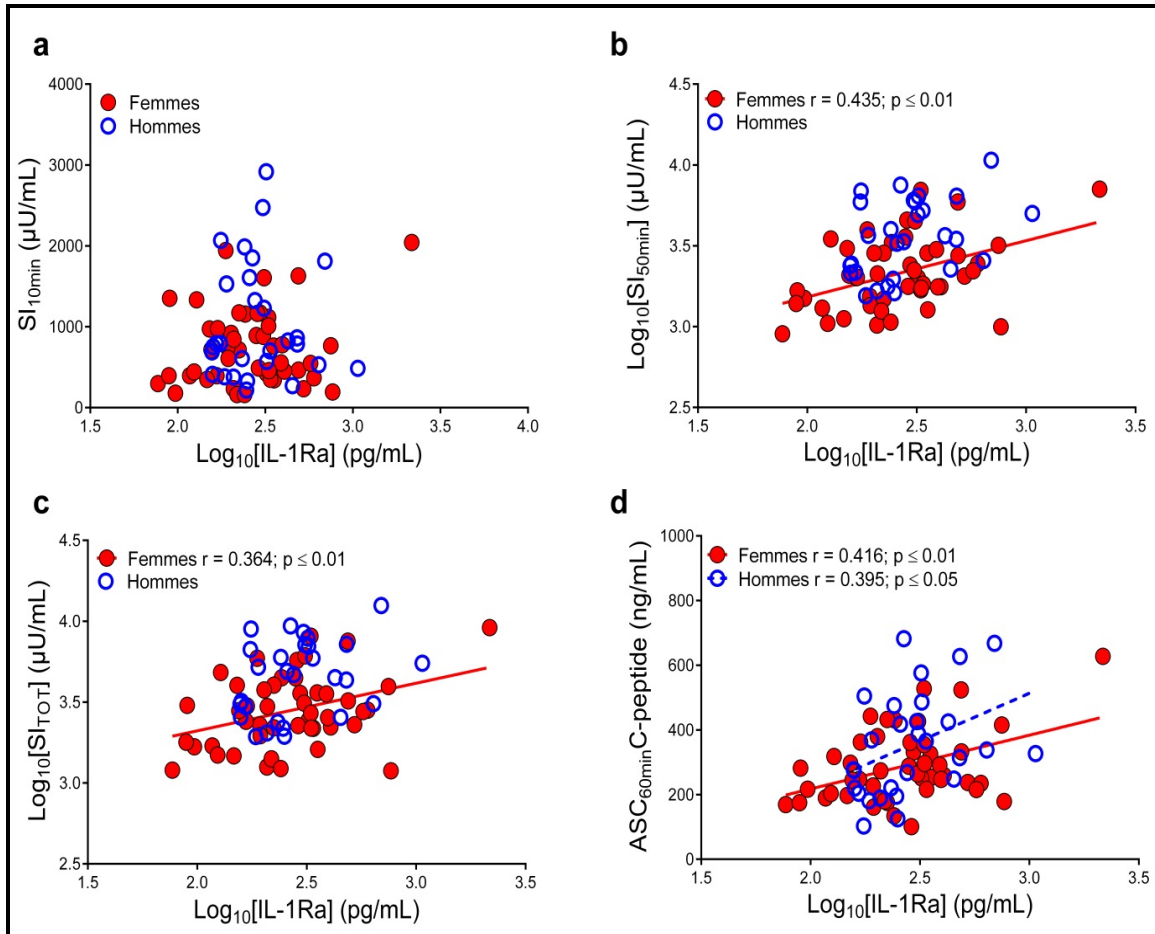 a
SI10min (µU/mL)
4000
3000
2000
1000
0
Femmes
Hommes
1.5 2.0 2.5 3.0 3.5 4.0
Log10[IL-1Ra] (pg/mL)
b
Log10[SI50min] (µU/mL)
4.5
4.0
3.5
3.0
2.5
Femmes r = 0.435; p ≤ 0.01
Hommes
1.5 2.0 2.5 3.0 3.5
Log10[IL-1Ra] (pg/mL)
c
Log10[SITOT] (µU/mL)
4.5
4.0
3.5
3.0
2.5
Femmes r = 0.364; p ≤ 0.01
Hommes
1.5 2.0 2.5 3.0 3.5
Log10[IL-1Ra] (pg/mL)
d
ASC60minC-peptide (ng/mL)
1000
800
600
400
200
0
Femmes r = 0.416; p ≤ 0.01
Hommes r = 0.395; p ≤ 0.05
1.5 2.0 2.5 3.0 3.5
Log10[IL-1Ra] (pg/mL)